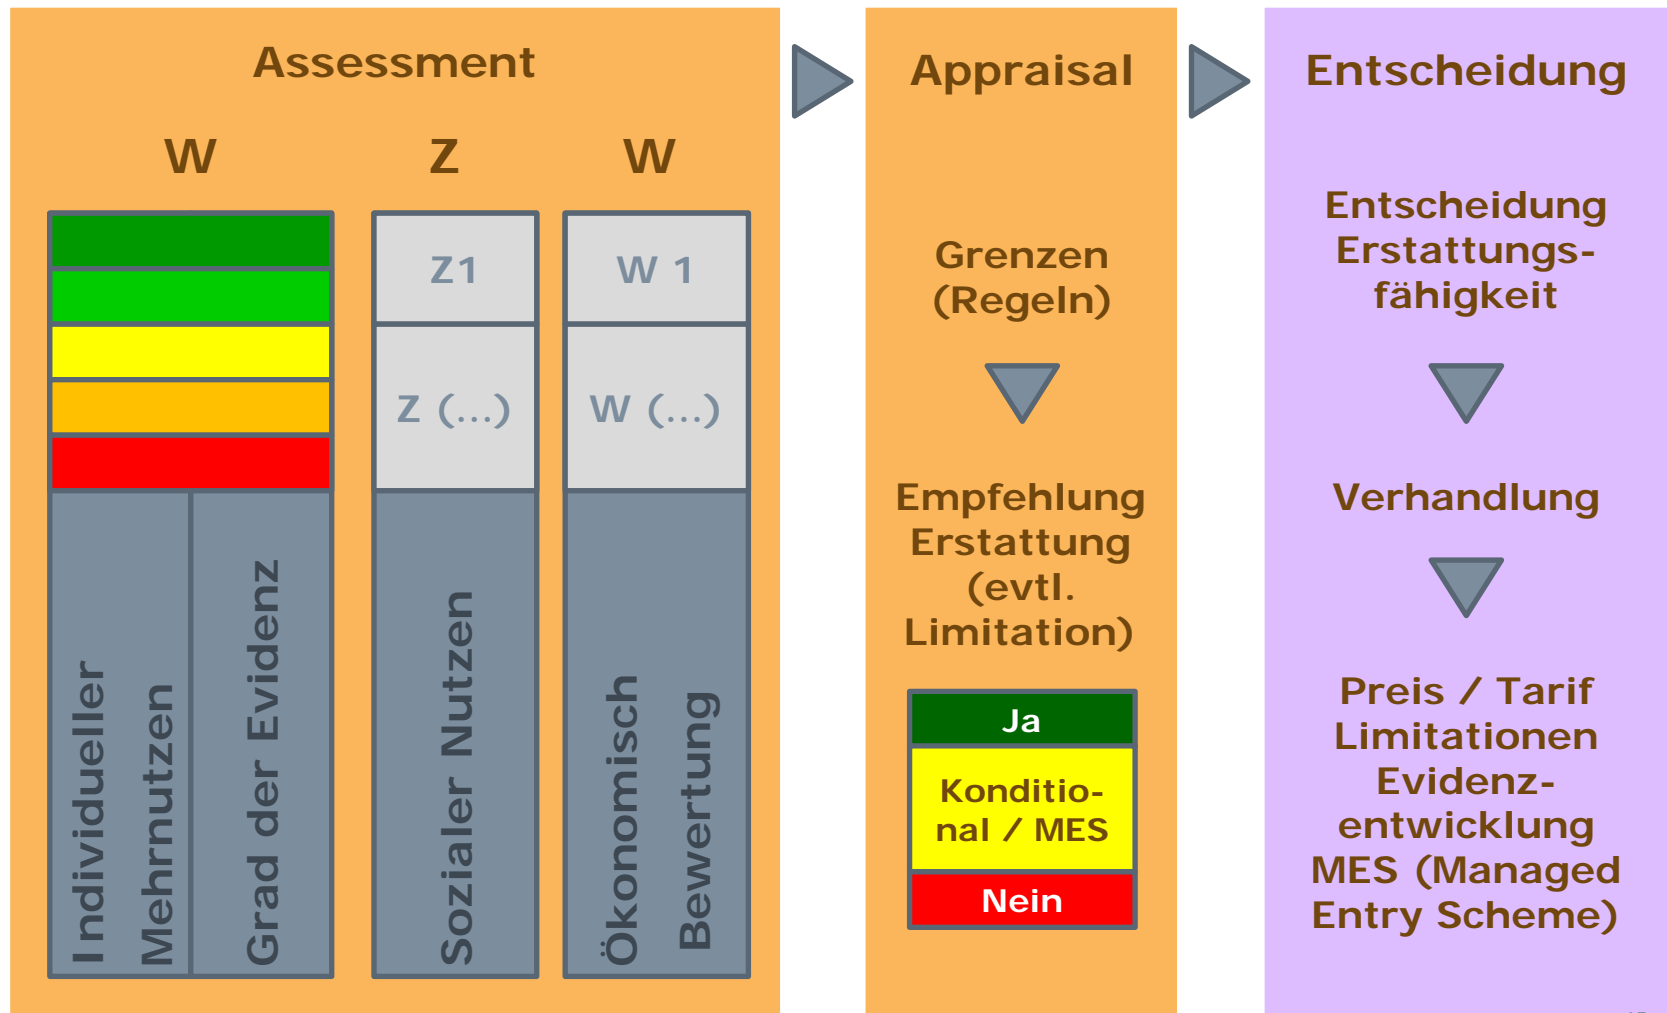 Assessment
W
Z
W
Z1
W 1
Z (...)
W (...)
Individueller
Mehrnutzen
Grad der Evidenz
Sozialer Nutzen
Ökonomisch
Bewertung
Appraisal
Grenzen
(Regeln)
Empfehlung
Erstattung
(evtl.
Limitation)
Ja
Konditio-
nal / MES
Nein
Entscheidung
Entscheidung
Erstattungs-
fähigkeit
Verhandlung
Preis / Tarif
Limitationen
Evidenz-
entwicklung
MES (Managed
Entry Scheme)